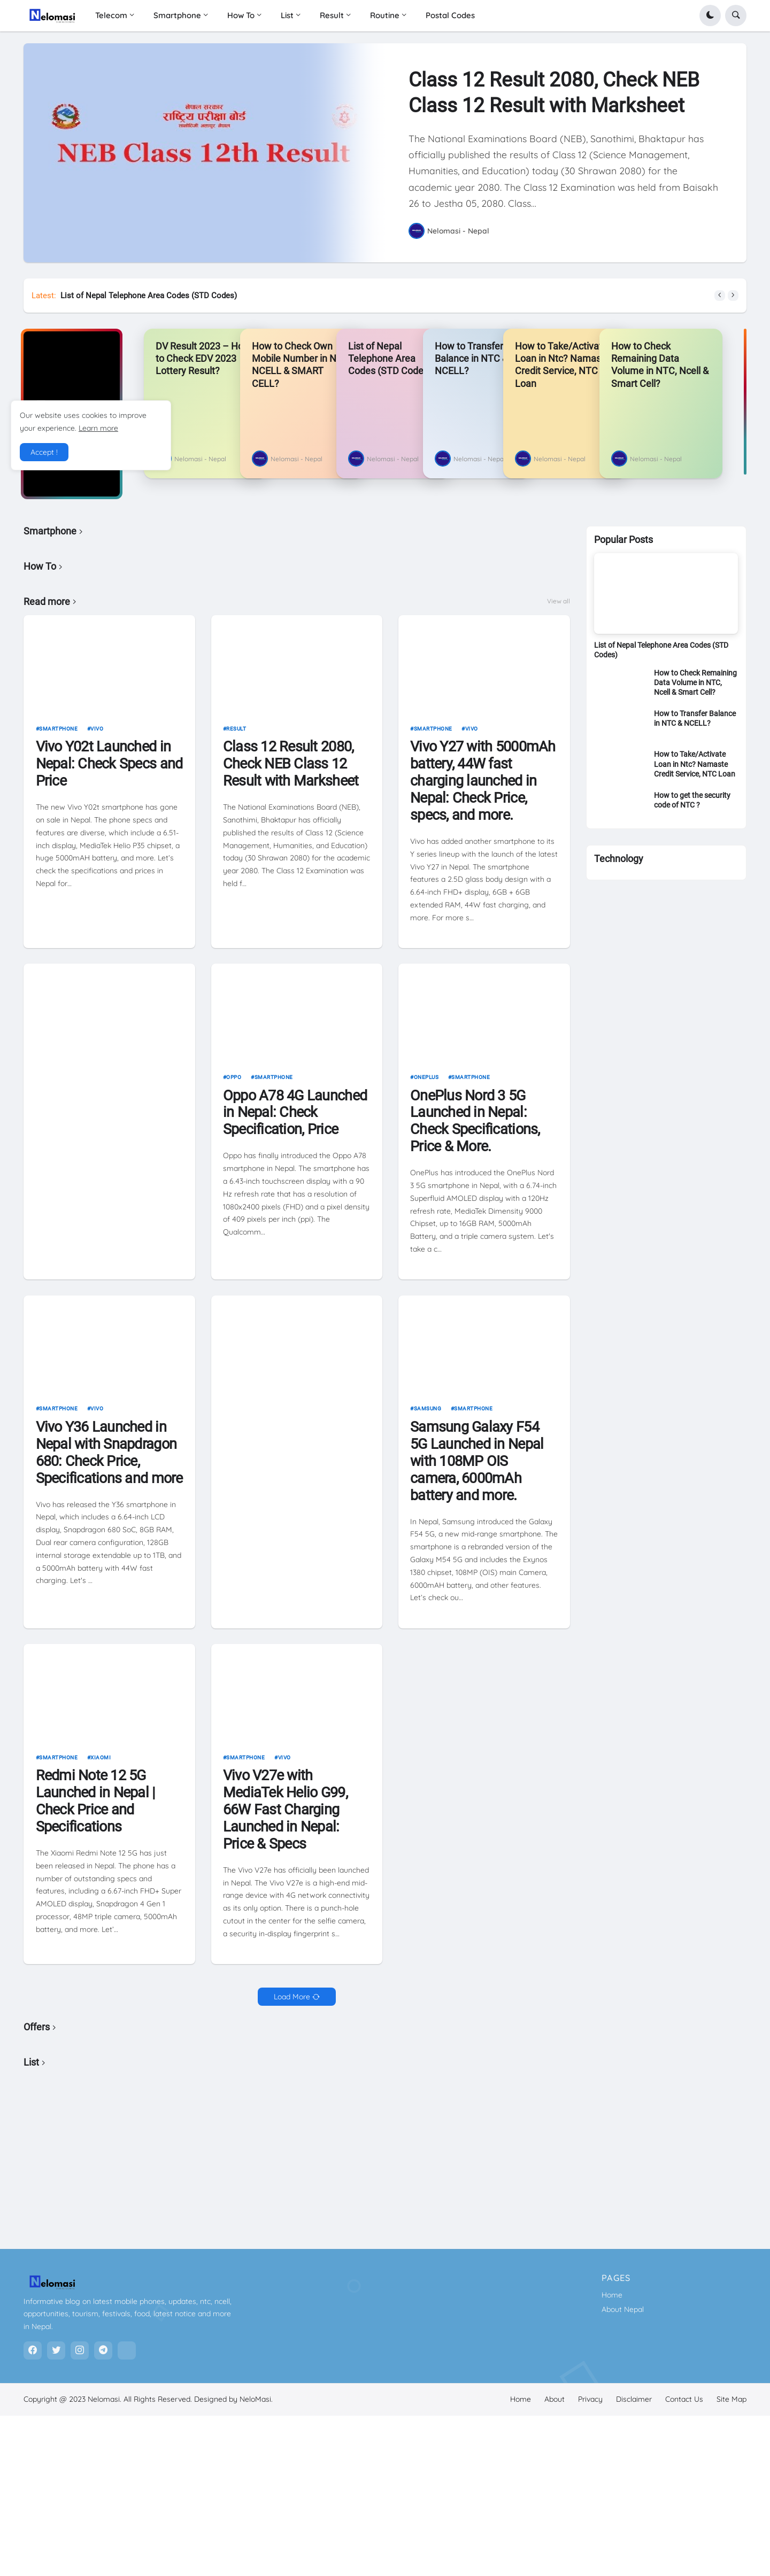 Nelomasi
Telecom
Smartphone
How To
List
Result
Routine
Postal Codes
नेपाल सरकार
राष्ट्रिय परीक्षा बोर्ड
NEB Class 12th Result
Class 12 Result 2080, Check NEB
Class 12 Result with Marksheet
The National Examinations Board (NEB), Sanothimi, Bhaktapur has
officially published the results of Class 12 (Science Management,
Humanities, and Education) today (30 Shrawan 2080) for the
academic year 2080. The Class 12 Examination was held from Baisakh
26 to Jestha 05, 2080. Class...
Nelomasi - Nepal
Latest: List of Nepal Telephone Area Codes (STD Codes)
DV Result 2023 – Ho
to Check EDV 2023
Lottery Result?
Nelomasi - Nepal
How to Check Own
Mobile Number in N
NCELL & SMART
CELL?
Nelomasi - Nepal
List of Nepal
Telephone Area
Codes (STD Code
Nelomasi - Nepal
How to Transfer
Balance in NTC &
NCELL?
Nelomasi - Nepal
How to Take/Activat
Loan in Ntc? Namas
Credit Service, NTC
Loan
Nelomasi - Nepal
How to Check
Remaining Data
Volume in NTC, Ncell &
Smart Cell?
Nelomasi - Nepal
Our website uses cookies to improve
your experience. Learn more
Accept !
Smartphone
How To
Read more
View all
#SMARTPHONE #VIVO
Vivo Y02t Launched in
Nepal: Check Specs and
Price
The new Vivo Y02t smartphone has gone
on sale in Nepal. The phone specs and
features are diverse, which include a 6.51-
inch display, MediaTek Helio P35 chipset, a
huge 5000mAH battery, and more. Let's
check the specifications and prices in
Nepal for...
#RESULT
Class 12 Result 2080,
Check NEB Class 12
Result with Marksheet
The National Examinations Board (NEB),
Sanothimi, Bhaktapur has officially
published the results of Class 12 (Science
Management, Humanities, and Education)
today (30 Shrawan 2080) for the academic
year 2080. The Class 12 Examination was
held f...
#SMARTPHONE #VIVO
Vivo Y27 with 5000mAh
battery, 44W fast
charging launched in
Nepal: Check Price,
specs, and more.
Vivo has added another smartphone to its
Y series lineup with the launch of the latest
Vivo Y27 in Nepal. The smartphone
features a 2.5D glass body design with a
6.64-inch FHD+ display, 6GB + 6GB
extended RAM, 44W fast charging, and
more. For more s...
#OPPO #SMARTPHONE
Oppo A78 4G Launched
in Nepal: Check
Specification, Price
Oppo has finally introduced the Oppo A78
smartphone in Nepal. The smartphone has
a 6.43-inch touchscreen display with a 90
Hz refresh rate that has a resolution of
1080x2400 pixels (FHD) and a pixel density
of 409 pixels per inch (ppi). The
Qualcomm...
#ONEPLUS #SMARTPHONE
OnePlus Nord 3 5G
Launched in Nepal:
Check Specifications,
Price & More.
OnePlus has introduced the OnePlus Nord
3 5G smartphone in Nepal, with a 6.74-inch
Superfluid AMOLED display with a 120Hz
refresh rate, MediaTek Dimensity 9000
Chipset, up to 16GB RAM, 5000mAh
Battery, and a triple camera system. Let's
take a c...
#SMARTPHONE #VIVO
Vivo Y36 Launched in
Nepal with Snapdragon
680: Check Price,
Specifications and more
Vivo has released the Y36 smartphone in
Nepal, which includes a 6.64-inch LCD
display, Snapdragon 680 SoC, 8GB RAM,
Dual rear camera configuration, 128GB
internal storage extendable up to 1TB, and
a 5000mAh battery with 44W fast
charging. Let's ...
#SAMSUNG #SMARTPHONE
Samsung Galaxy F54
5G Launched in Nepal
with 108MP OIS
camera, 6000mAh
battery and more.
In Nepal, Samsung introduced the Galaxy
F54 5G, a new mid-range smartphone. The
smartphone is a rebranded version of the
Galaxy M54 5G and includes the Exynos
1380 chipset, 108MP (OIS) main Camera,
6000mAH battery, and other features.
Let's check ou...
#SMARTPHONE #XIAOMI
Redmi Note 12 5G
Launched in Nepal |
Check Price and
Specifications
The Xiaomi Redmi Note 12 5G has just
been released in Nepal. The phone has a
number of outstanding specs and
features, including a 6.67-inch FHD+ Super
AMOLED display, Snapdragon 4 Gen 1
processor, 48MP triple camera, 5000mAh
battery, and more. Let'...
#SMARTPHONE #VIVO
Vivo V27e with
MediaTek Helio G99,
66W Fast Charging
Launched in Nepal:
Price & Specs
The Vivo V27e has officially been launched
in Nepal. The Vivo V27e is a high-end mid-
range device with 4G network connectivity
as its only option. There is a punch-hole
cutout in the center for the selfie camera,
a security in-display fingerprint s...
Load More
Offers
List
Popular Posts
List of Nepal Telephone Area Codes (STD
Codes)
How to Check Remaining
Data Volume in NTC,
Ncell & Smart Cell?
How to Transfer Balance
in NTC & NCELL?
How to Take/Activate
Loan in Ntc? Namaste
Credit Service, NTC Loan
How to get the security
code of NTC ?
Technology
Nelomasi
Informative blog on latest mobile phones, updates, ntc, ncell,
opportunities, tourism, festivals, food, latest notice and more
in Nepal.
PAGES
Home
About Nepal
Copyright @ 2023 Nelomasi. All Rights Reserved. Designed by NeloMasi.
Home
About
Privacy
Disclaimer
Contact Us
Site Map